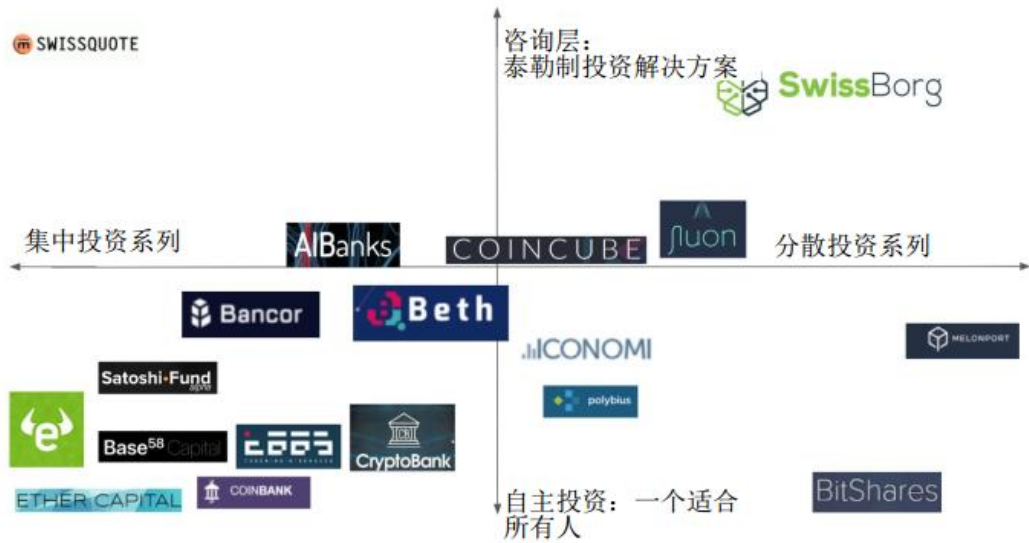 SWISSQUOTE
咨询层：
泰勒制投资解决方案
SwissBorg
集中投资系列
AIBanks
COINCUBE
fluon
分散投资系列
Bancor
Beth
ICONOMI
MELONPORT
Satoshi•Fund
alpha
polybius
e
Base58 Capital
CryptoBank
ETHER CAPITAL
COINBANK
BitShares
自主投资：一个适合
所有人